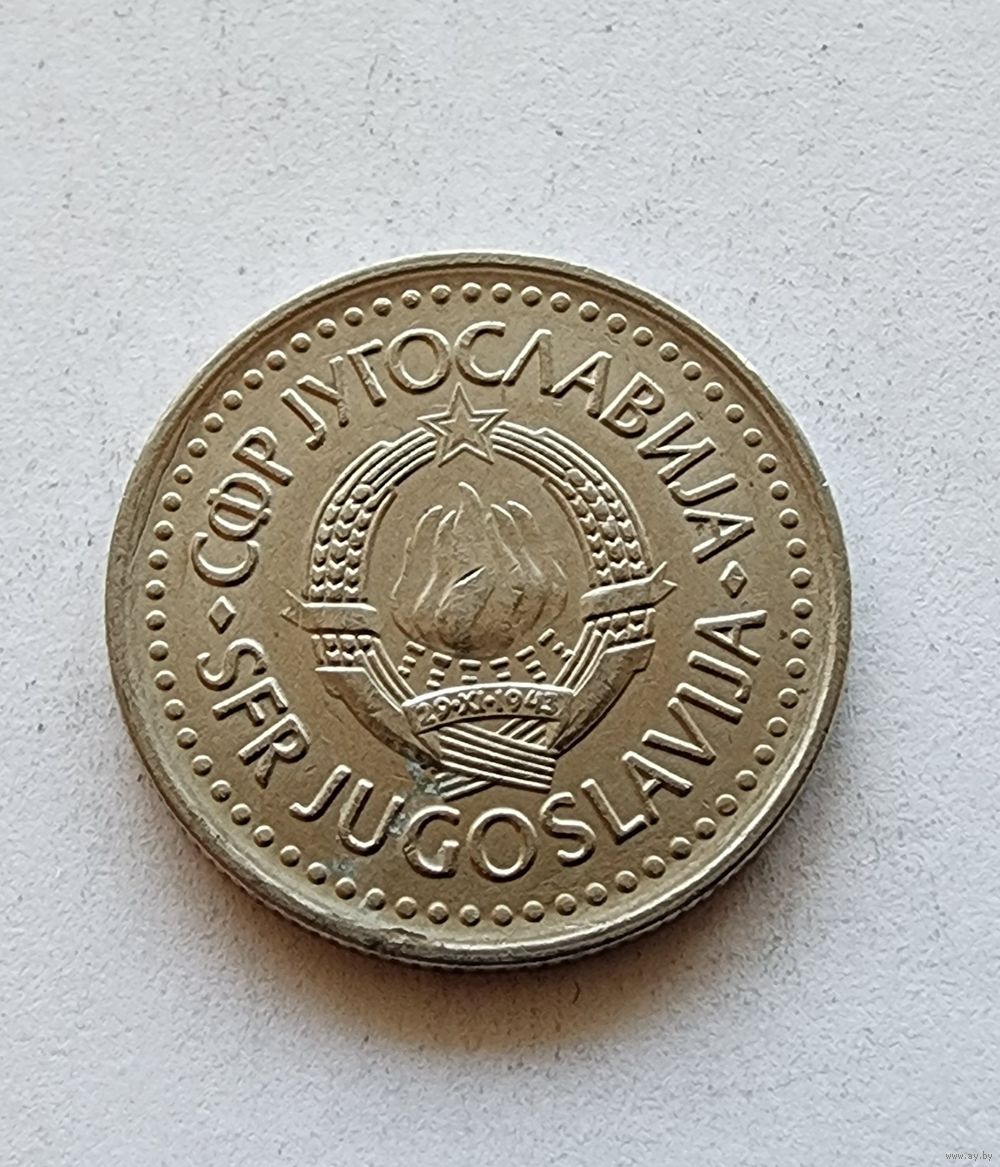 СФР ЈУГОСЛАВИЈА
SFR JUGOSLAVIJA
29·XI·1943
www.ay.by